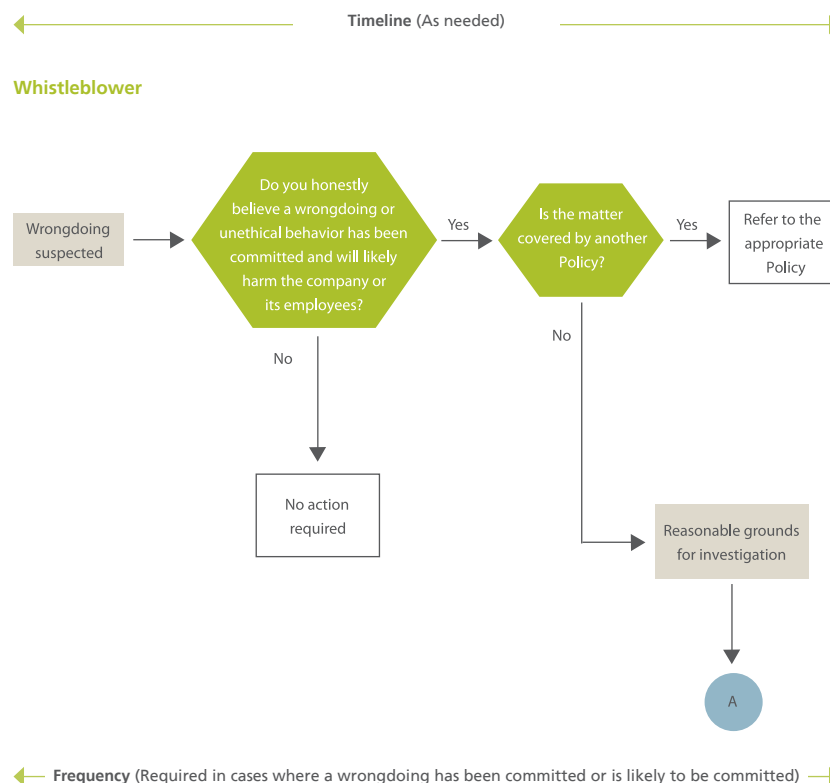 Timeline (As needed)
Whistleblower
Wrongdoing
suspected
Do you honestly
believe a wrongdoing or
unethical behavior has been
committed and will likely
harm the company or
its employees?
Yes
Is the matter
covered by another
Policy?
Yes
Refer to the
appropriate
Policy
No
No
No action
required
Reasonable grounds
for investigation
A
Frequency (Required in cases where a wrongdoing has been committed or is likely to be committed)